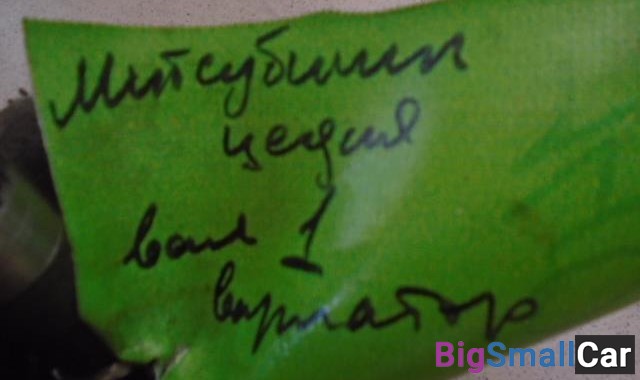 Митсубиши
цедия
вал 1
вариатор
BigSmallCar